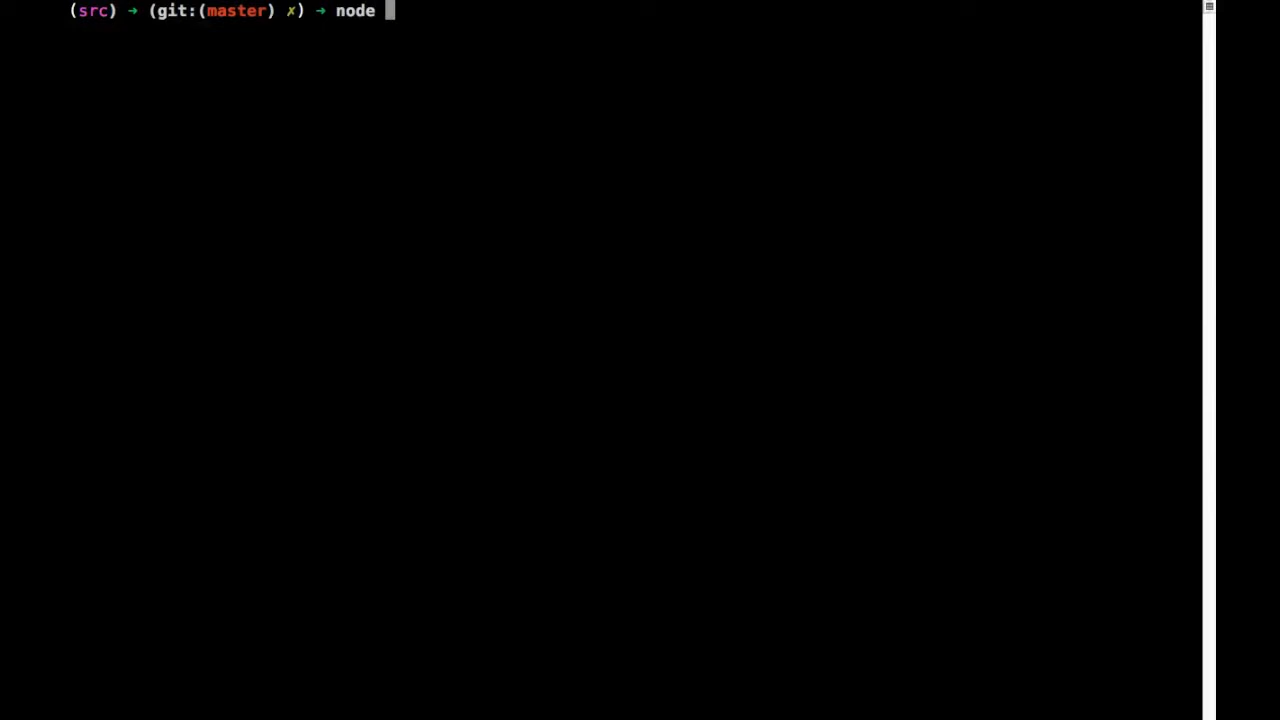 (src) → (git:(master) ✗) → node